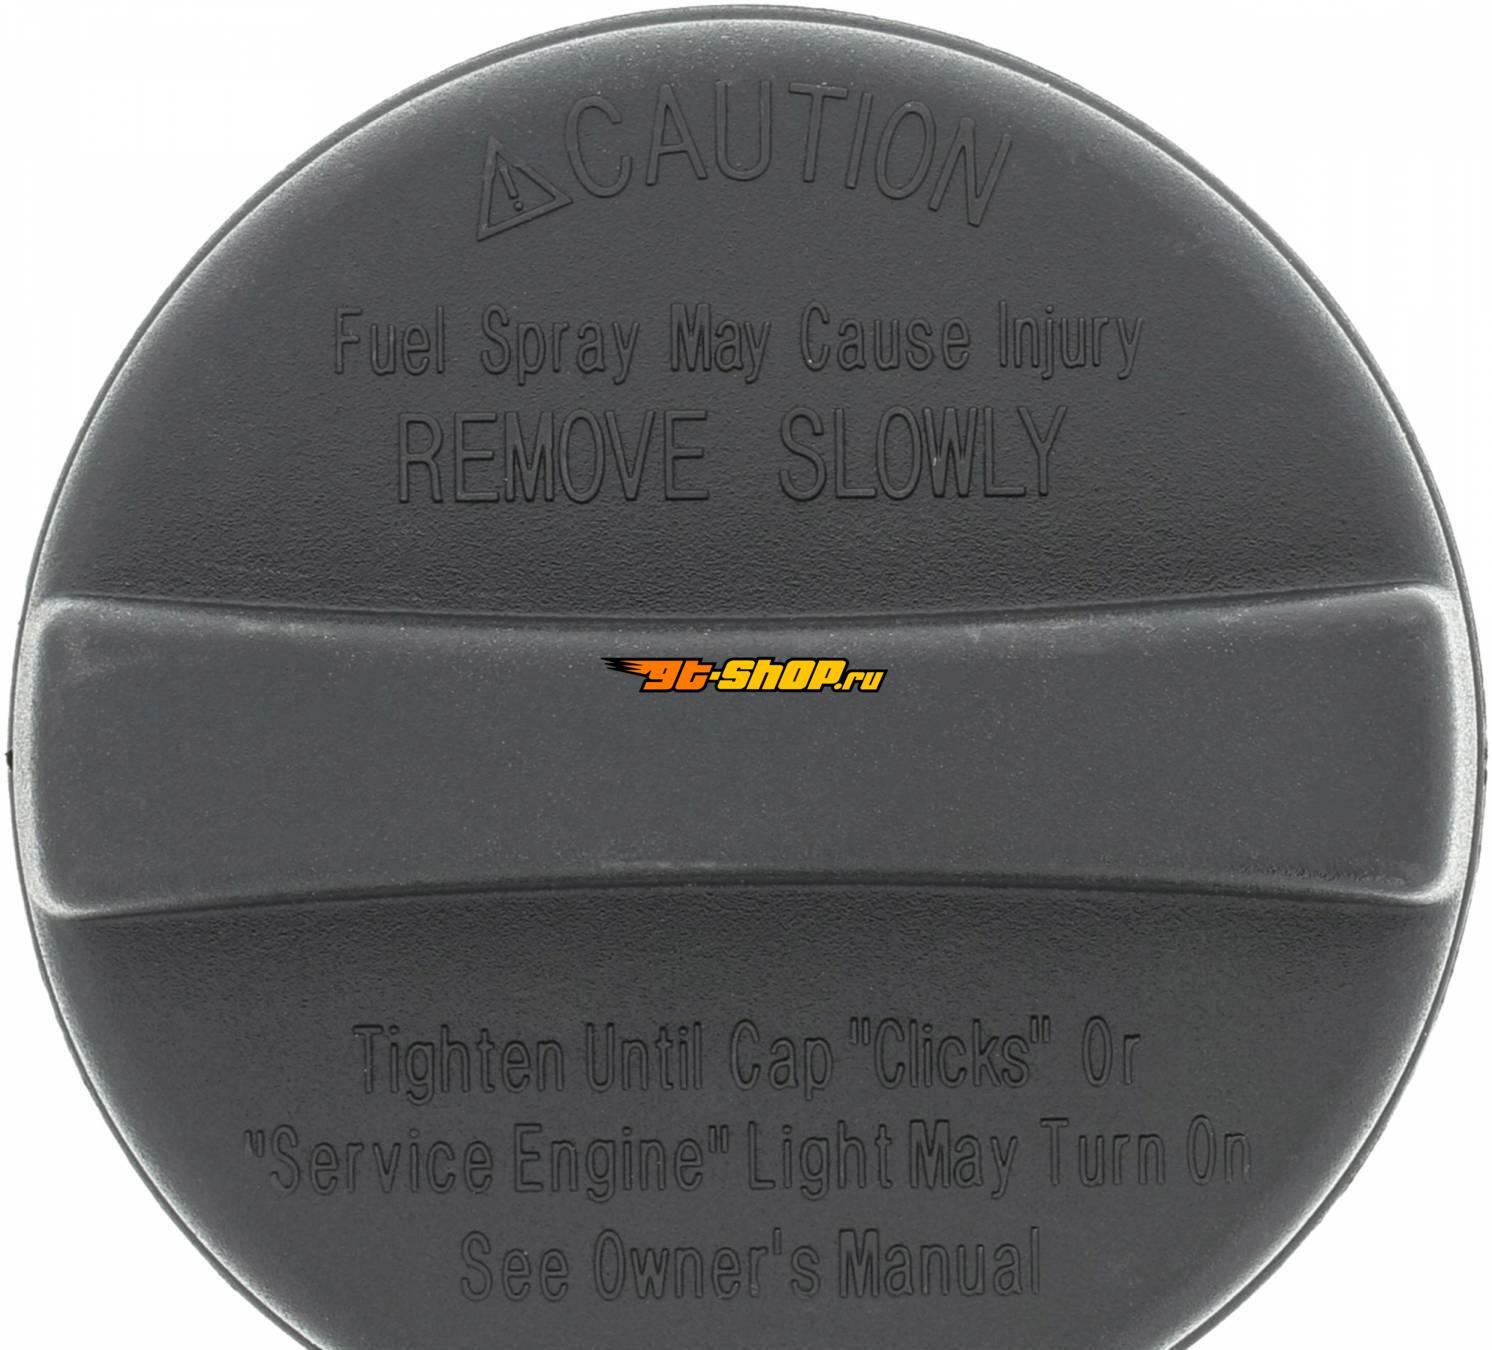 CAUTION
Fuel Spray May Cause Injury
REMOVE SLOWLY
gt-shop.ru
Tighten Until Cap "Clicks" Or
"Service Engine" Light May Turn On
See Owner's Manual